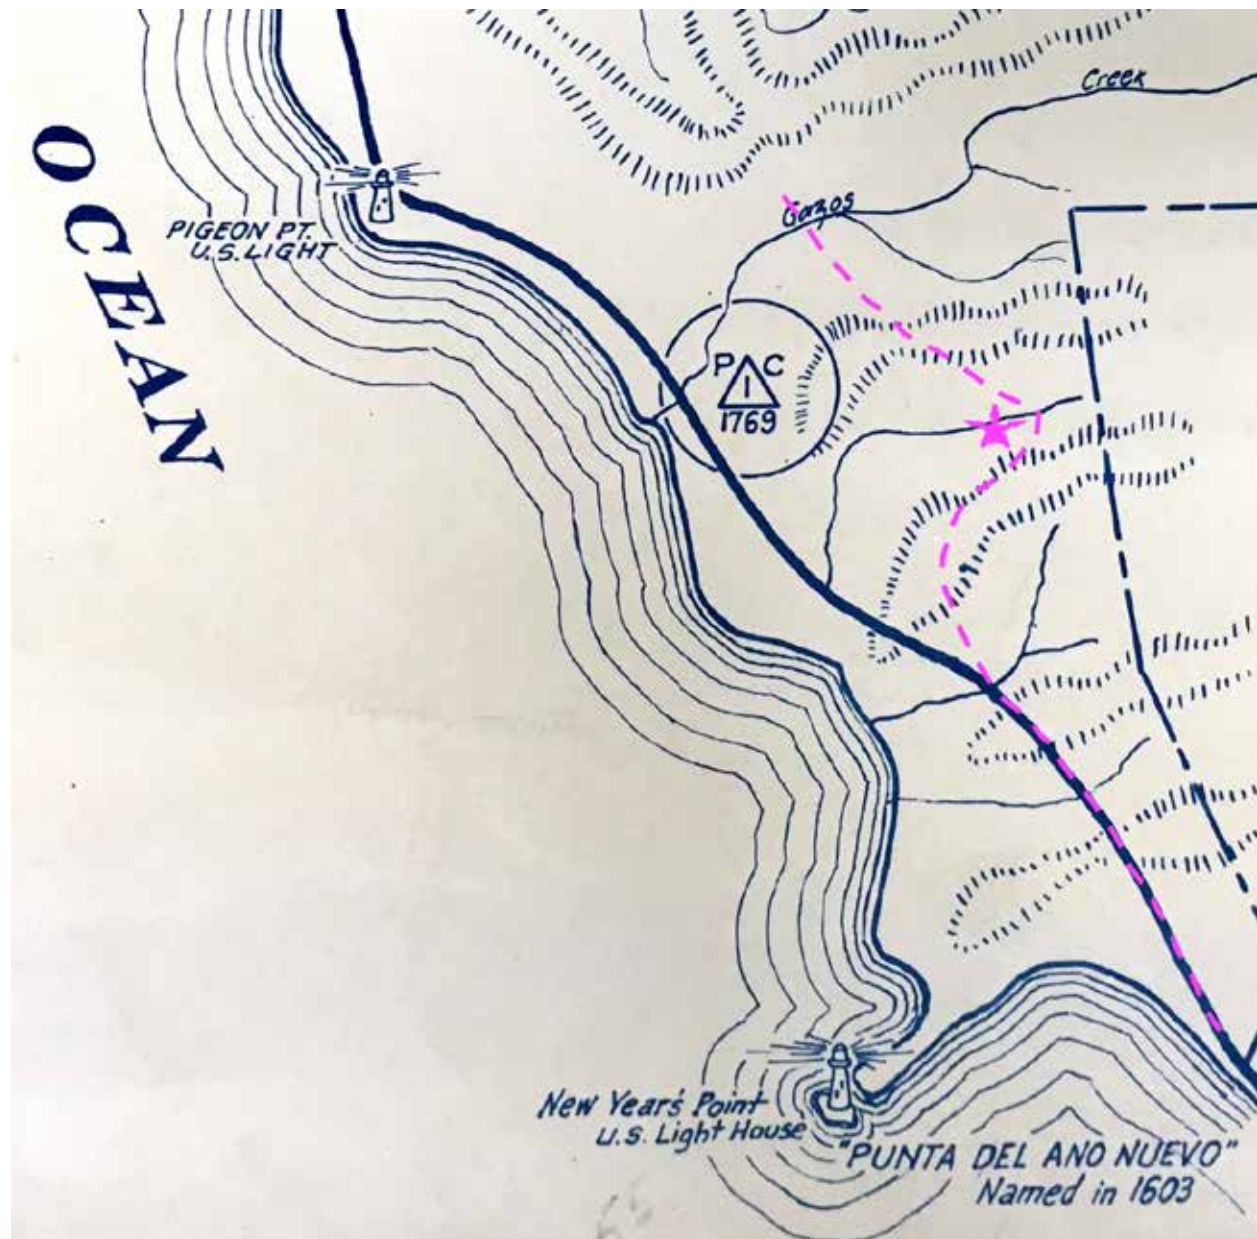 OCEAN
Creek
Gazos
PIGEON PT.
U.S. LIGHT
P C
1
1769
New Year's Point
U.S. Light House
"PUNTA DEL ANO NUEVO"
Named in 1603